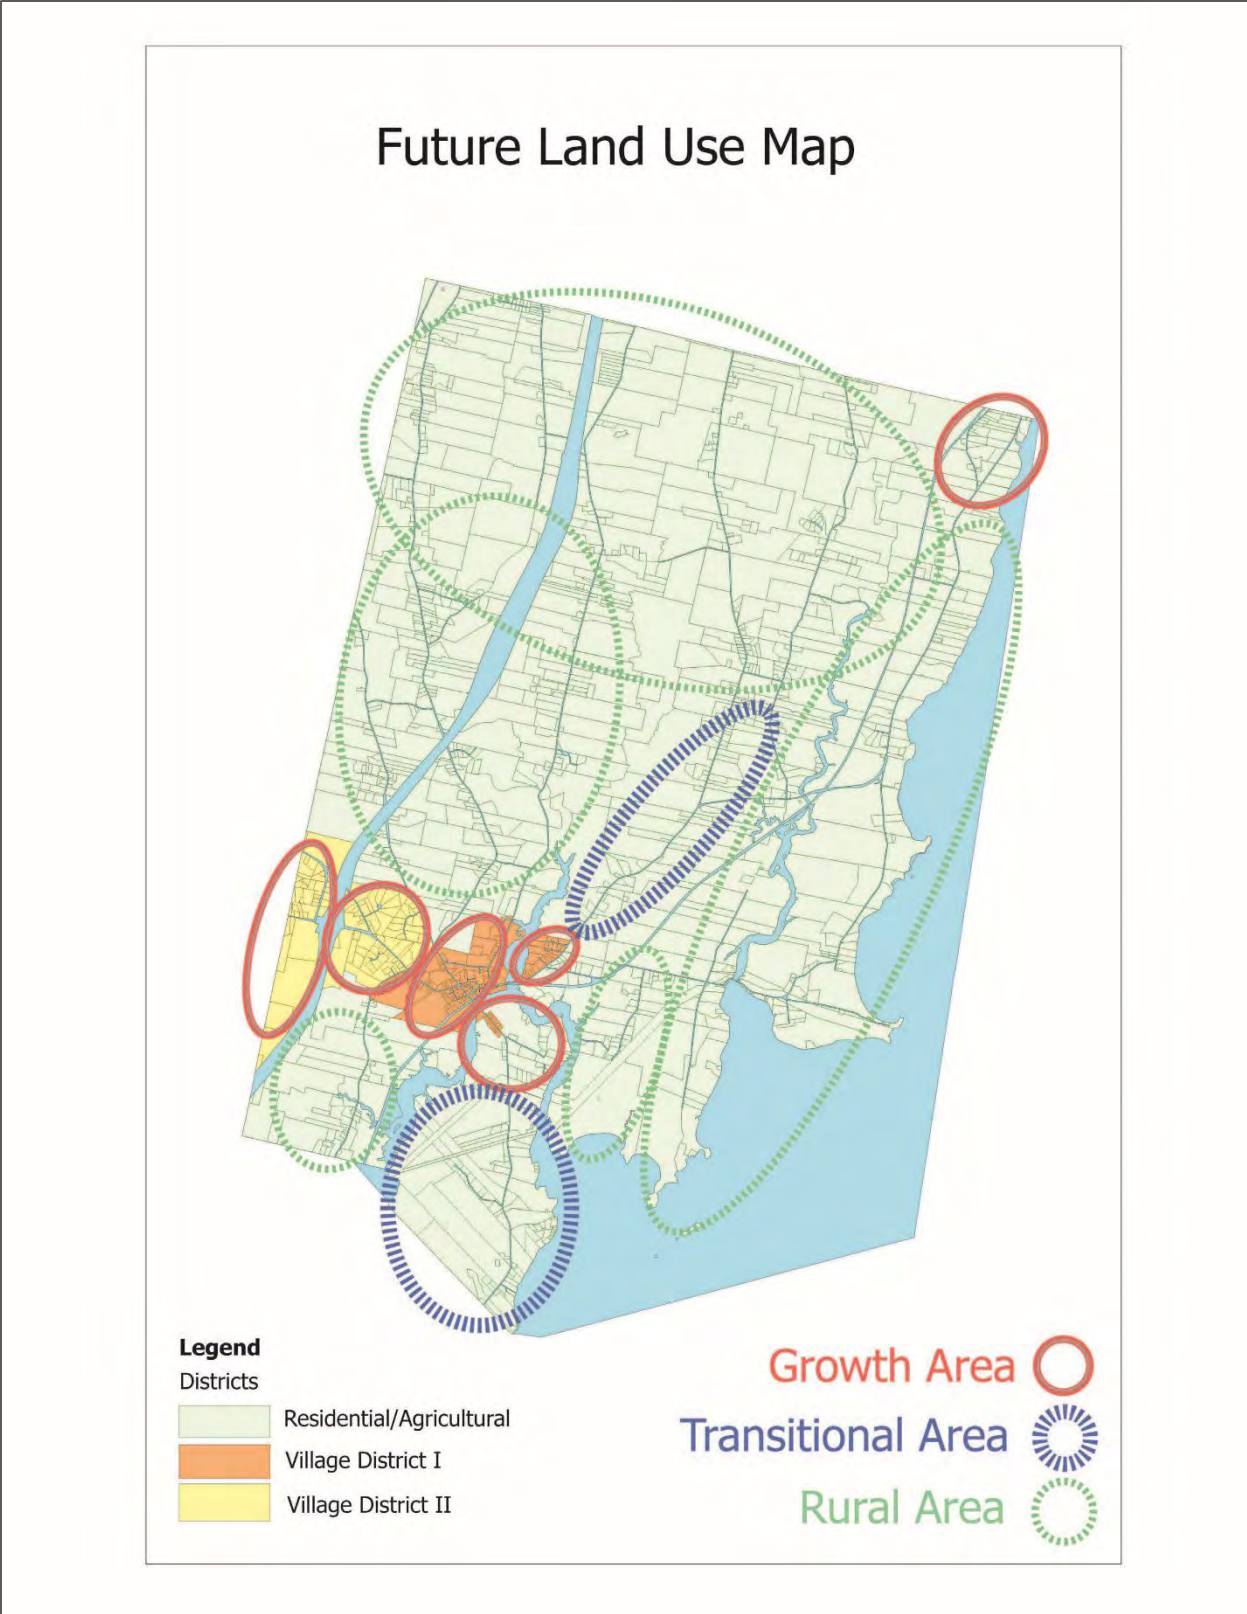 Future Land Use Map
Legend
Districts
Residential/Agricultural
Village District I
Village District II
Growth Area
Transitional Area
Rural Area